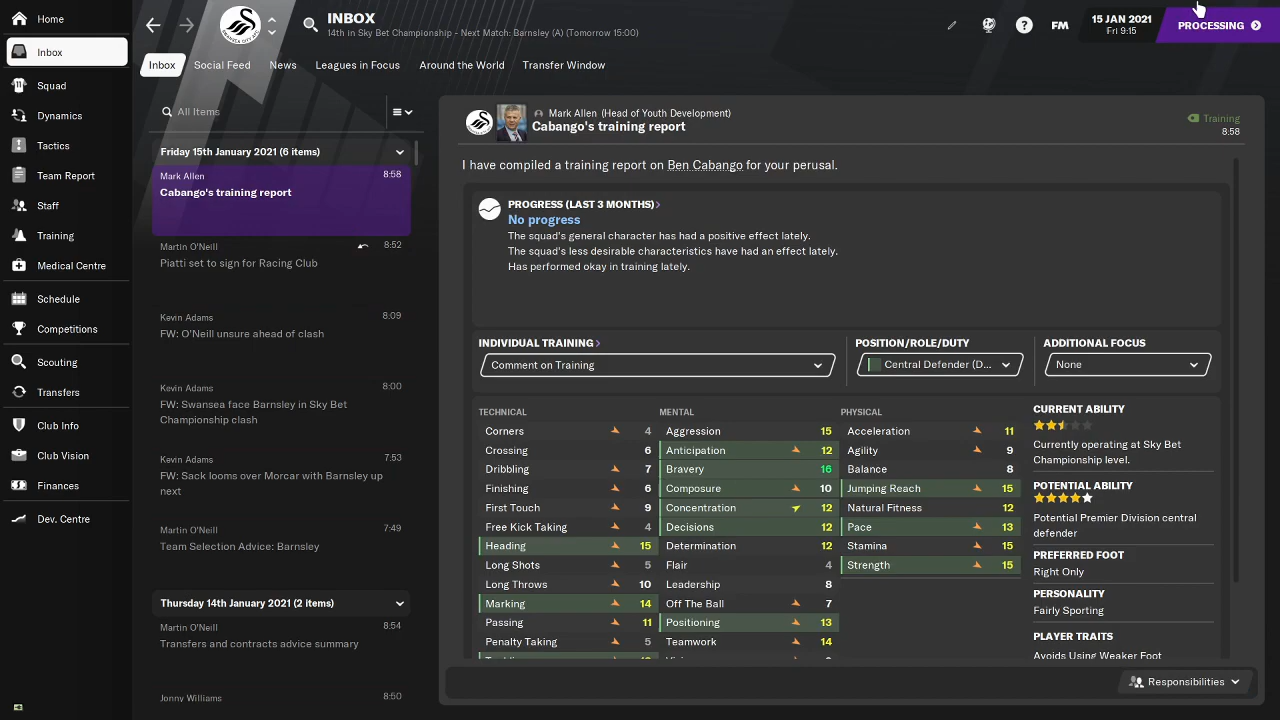 Home
Inbox
Squad
Dynamics
Tactics
Team Report
Staff
Training
Medical Centre
Schedule
Competitions
Scouting
Transfers
Club Info
Club Vision
Finances
Dev. Centre
INBOX
14th in Sky Bet Championship - Next Match: Barnsley (A) (Tomorrow 15:00)
FM
15 JAN 2021
Fri 9:15
PROCESSING
Inbox
Social Feed
News
Leagues in Focus
Around the World
Transfer Window
All Items
Friday 15th January 2021 (6 items)
Mark Allen 8:58
Cabango's training report
Martin O'Neill 8:52
Piatti set to sign for Racing Club
Kevin Adams 8:09
FW: O'Neill unsure ahead of clash
Kevin Adams 8:00
FW: Swansea face Barnsley in Sky Bet
Championship clash
Kevin Adams 7:53
FW: Sack looms over Morcar with Barnsley up
next
Martin O'Neill 7:49
Team Selection Advice: Barnsley
Thursday 14th January 2021 (2 items)
Martin O'Neill 8:54
Transfers and contracts advice summary
Jonny Williams 8:50
Mark Allen (Head of Youth Development)
Cabango's training report
Training
8:58
I have compiled a training report on Ben Cabango for your perusal.
PROGRESS (LAST 3 MONTHS)
No progress
The squad's general character has had a positive effect lately.
The squad's less desirable characteristics have had an effect lately.
Has performed okay in training lately.
INDIVIDUAL TRAINING
Comment on Training
POSITION/ROLE/DUTY
Central Defender (D...
ADDITIONAL FOCUS
None
TECHNICAL
Corners 4
Crossing 6
Dribbling 7
Finishing 6
First Touch 9
Free Kick Taking 4
Heading 15
Long Shots 5
Long Throws 10
Marking 14
Passing 11
Penalty Taking 5
MENTAL
Aggression 15
Anticipation 12
Bravery 16
Composure 10
Concentration 12
Decisions 12
Determination 12
Flair 4
Leadership 8
Off The Ball 7
Positioning 13
Teamwork 14
PHYSICAL
Acceleration 11
Agility 9
Balance 8
Jumping Reach 15
Natural Fitness 12
Pace 13
Stamina 15
Strength 15
CURRENT ABILITY
Currently operating at Sky Bet
Championship level.
POTENTIAL ABILITY
Potential Premier Division central
defender
PREFERRED FOOT
Right Only
PERSONALITY
Fairly Sporting
PLAYER TRAITS
Avoids Using Weaker Foot
Responsibilities